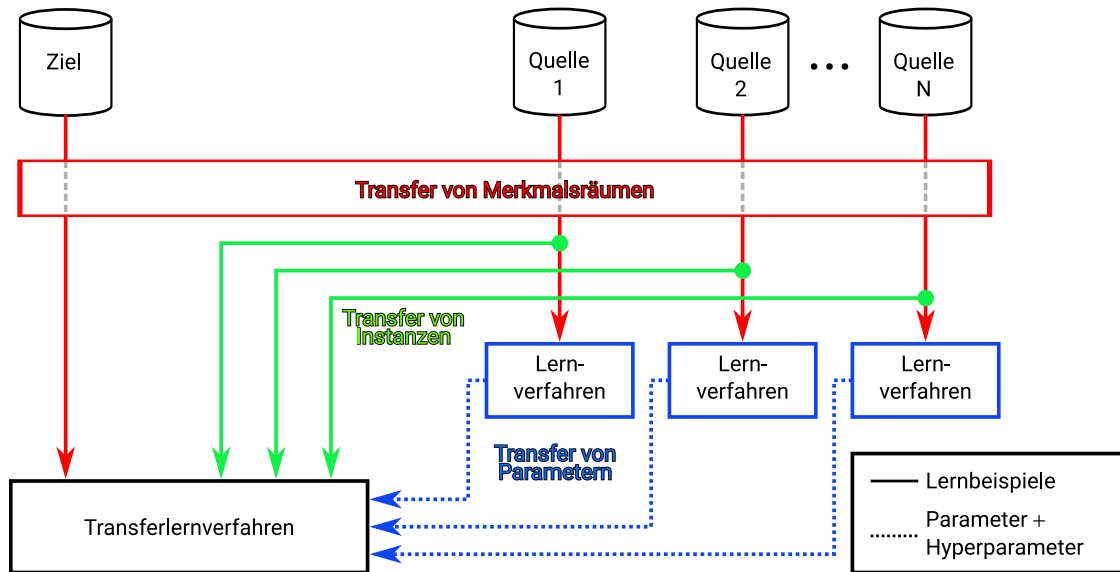 Ziel
Quelle
1
Quelle
2
...
Quelle
N
Transfer von Merkmalsräumen
Transfer von
Instanzen
Lern-
verfahren
Lern-
verfahren
Lern-
verfahren
Transfer von
Parametern
Transferlernverfahren
Lernbeispiele
Parameter +
Hyperparameter